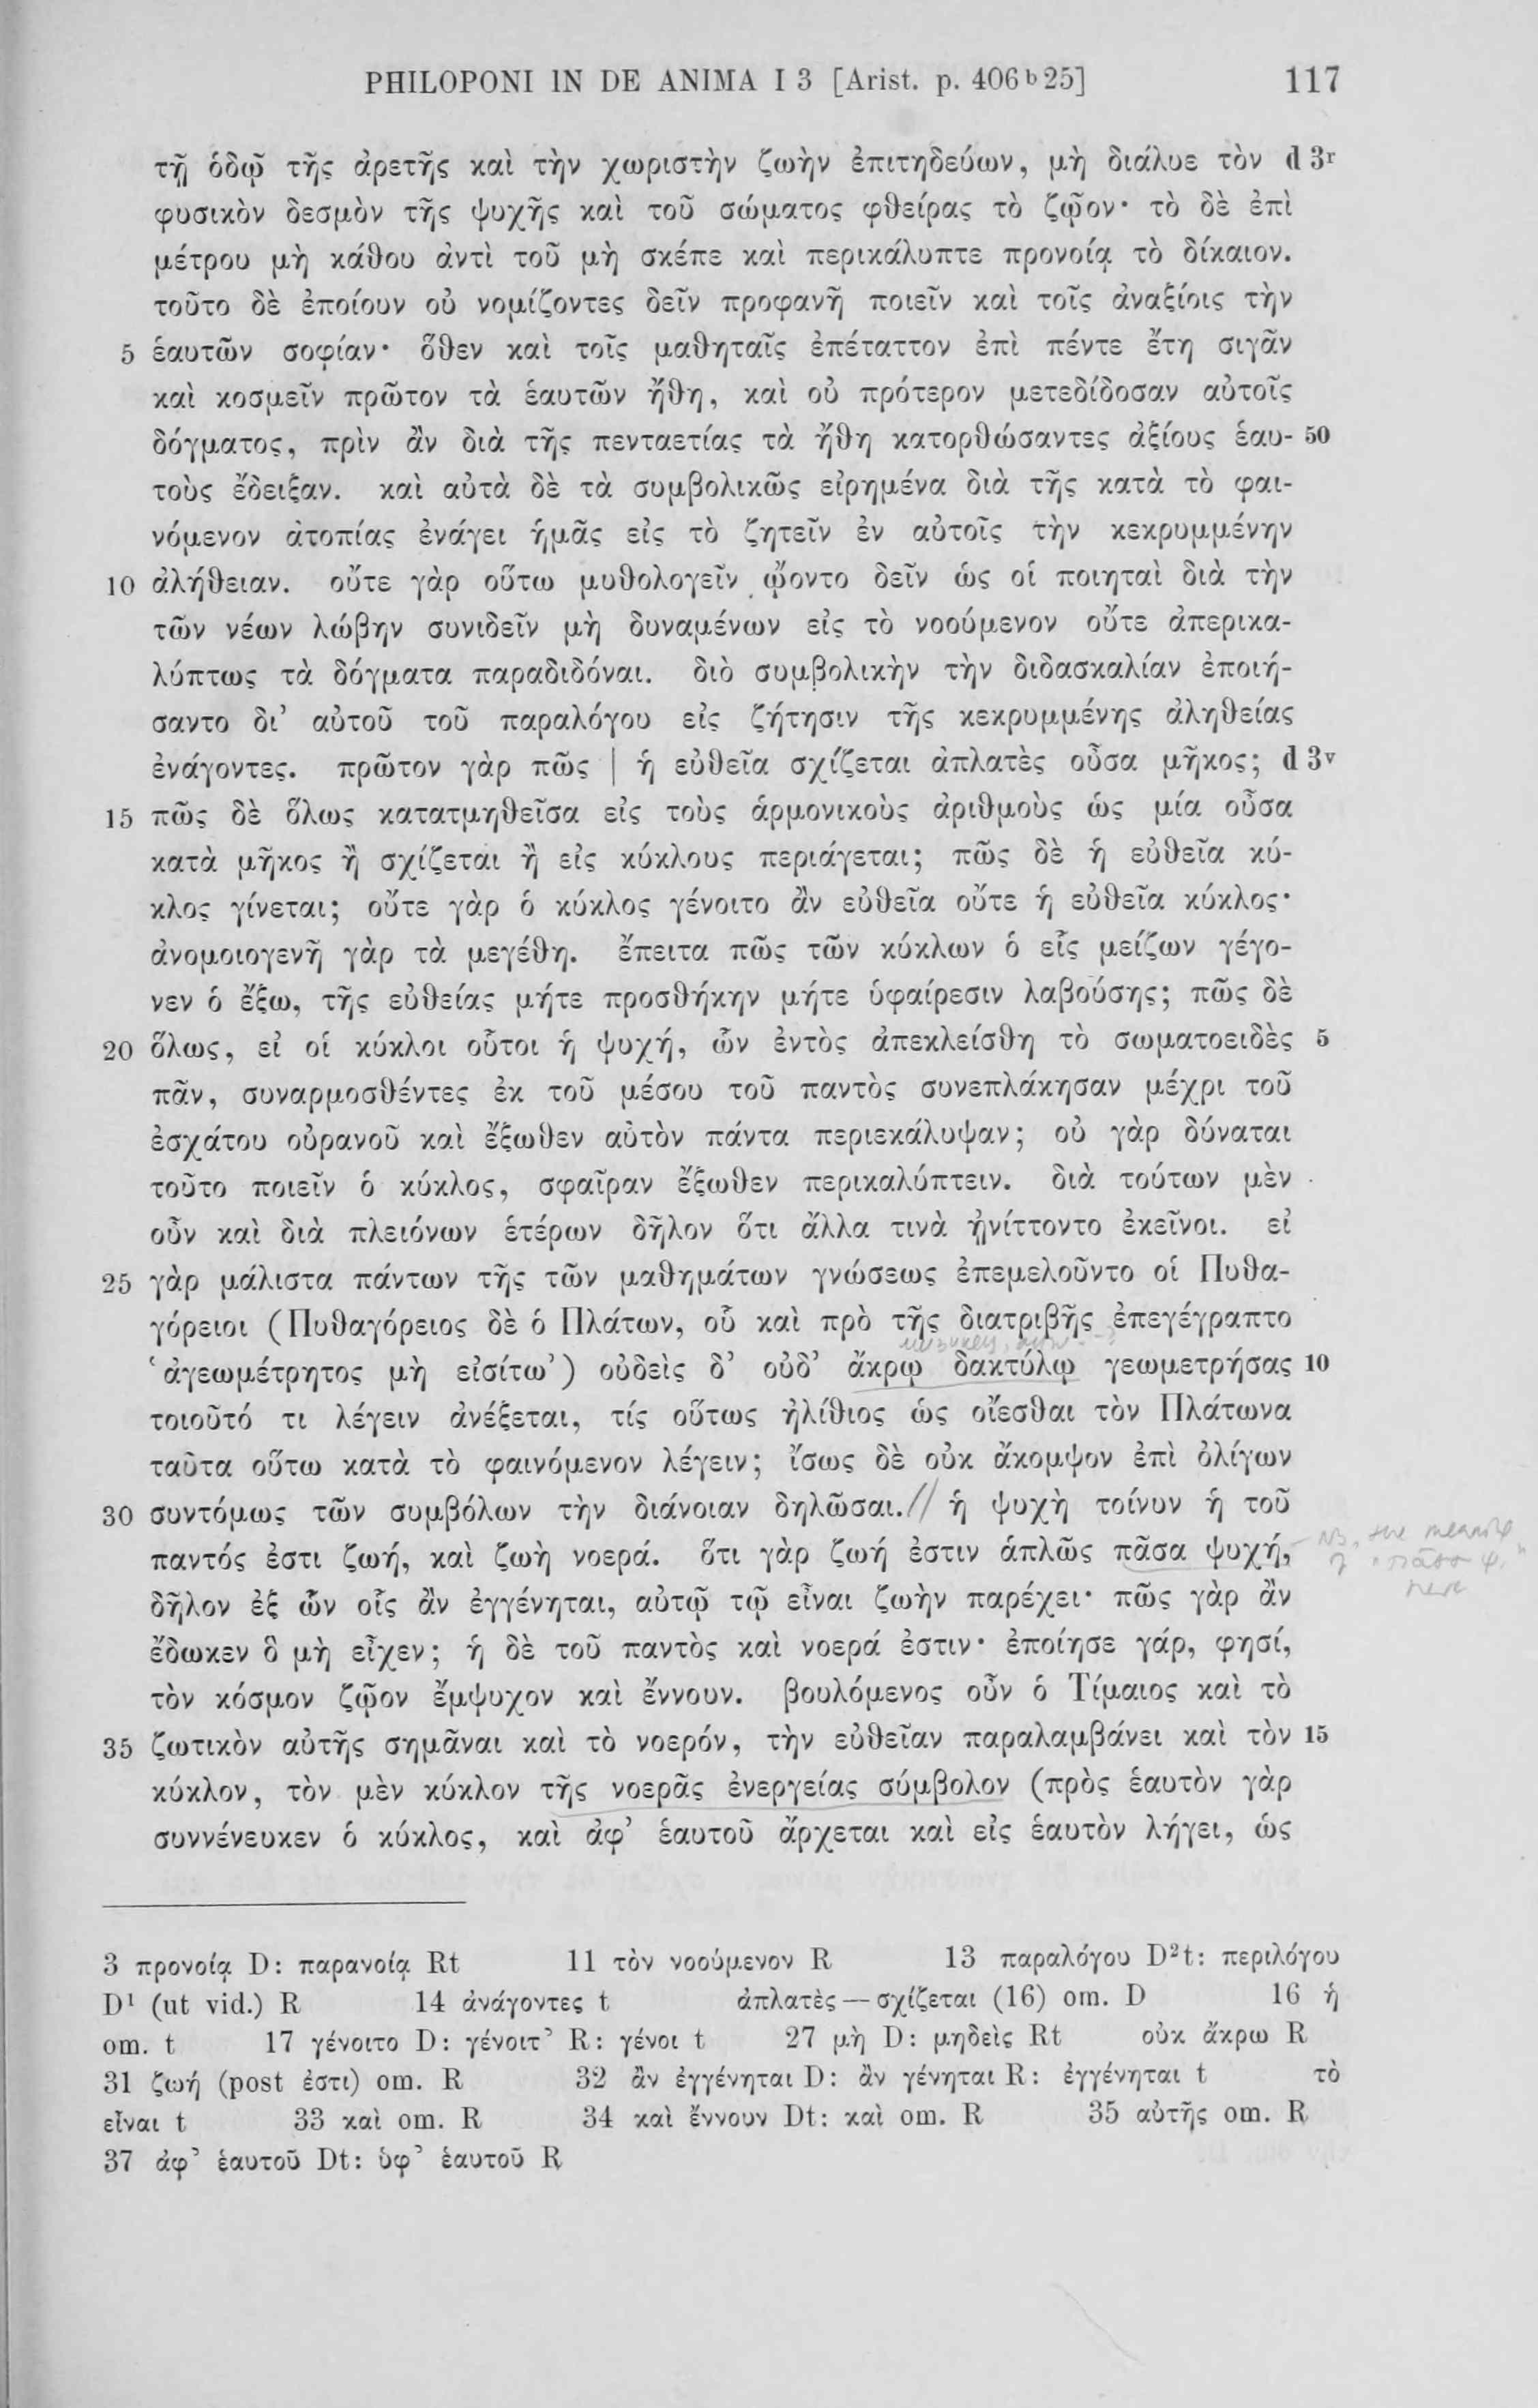 PHILOPONI IN DE ANIMA I 3 [Arist. p. 406ᵇ25] 117
τῇ ὁδῷ τῆς ἀρετῆς καὶ τὴν χωριστὴν ζωὴν ἐπιτηδεύων, μὴ διάλυε τὸν d 3ʳ
φυσικὸν δεσμὸν τῆς ψυχῆς καὶ τοῦ σώματος φθείρας τὸ ζῷον· τὸ δὲ ἐπὶ
μέτρου μὴ κάθου ἀντὶ τοῦ μὴ σκέπε καὶ περικάλυπτε προνοίᾳ τὸ δίκαιον.
τοῦτο δὲ ἐποίουν οὐ νομίζοντες δεῖν προφανῆ ποιεῖν καὶ τοῖς ἀναξίοις τὴν
5 ἑαυτῶν σοφίαν· ὅθεν καὶ τοῖς μαθηταῖς ἐπέταττον ἐπὶ πέντε ἔτη σιγᾶν
καὶ κοσμεῖν πρῶτον τὰ ἑαυτῶν ἤθη, καὶ οὐ πρότερον μετεδίδοσαν αὐτοῖς
δόγματος, πρὶν ἂν διὰ τῆς πενταετίας τὰ ἤθη κατορθώσαντες ἀξίους ἑαυ- 50
τοὺς ἔδειξαν. καὶ αὐτὰ δὲ τὰ συμβολικῶς εἰρημένα διὰ τῆς κατὰ τὸ φαι-
νόμενον ἀτοπίας ἐνάγει ἡμᾶς εἰς τὸ ζητεῖν ἐν αὐτοῖς τὴν κεκρυμμένην
10 ἀλήθειαν. οὔτε γὰρ οὕτω μυθολογεῖν ᾤοντο δεῖν ὡς οἱ ποιηταὶ διὰ τὴν
τῶν νέων λώβην συνιδεῖν μὴ δυναμένων εἰς τὸ νοούμενον οὔτε ἀπερικα-
λύπτως τὰ δόγματα παραδιδόναι. διὸ συμβολικὴν τὴν διδασκαλίαν ἐποιή-
σαντο δι’ αὐτοῦ τοῦ παραλόγου εἰς ζήτησιν τῆς κεκρυμμένης ἀληθείας
ἐνάγοντες. πρῶτον γὰρ πῶς | ἡ εὐθεῖα σχίζεται ἀπλατὲς οὖσα μῆκος; d 3ᵛ
15 πῶς δὲ ὅλως κατατμηθεῖσα εἰς τοὺς ἁρμονικοὺς ἀριθμοὺς ὡς μία οὖσα
κατὰ μῆκος ἢ σχίζεται ἢ εἰς κύκλους περιάγεται; πῶς δὲ ἡ εὐθεῖα κύ-
κλος γίνεται; οὔτε γὰρ ὁ κύκλος γένοιτο ἂν εὐθεῖα οὔτε ἡ εὐθεῖα κύκλος·
ἀνομοιογενῆ γὰρ τὰ μεγέθη. ἔπειτα πῶς τῶν κύκλων ὁ εἷς μείζων γέγο-
νεν ὁ ἔξω, τῆς εὐθείας μήτε προσθήκην μήτε ὑφαίρεσιν λαβούσης; πῶς δὲ
20 ὅλως, εἰ οἱ κύκλοι οὗτοι ἡ ψυχή, ὧν ἐντὸς ἀπεκλείσθη τὸ σωματοειδὲς 5
πᾶν, συναρμοσθέντες ἐκ τοῦ μέσου τοῦ παντὸς συνεπλάκησαν μέχρι τοῦ
ἐσχάτου οὐρανοῦ καὶ ἔξωθεν αὐτὸν πάντα περιεκάλυψαν; οὐ γὰρ δύναται
τοῦτο ποιεῖν ὁ κύκλος, σφαῖραν ἔξωθεν περικαλύπτειν. διὰ τούτων μὲν
οὖν καὶ διὰ πλειόνων ἑτέρων δῆλον ὅτι ἄλλα τινὰ ᾐνίττοντο ἐκεῖνοι. εἰ
25 γὰρ μάλιστα πάντων τῆς τῶν μαθημάτων γνώσεως ἐπεμελοῦντο οἱ Πυθα-
γόρειοι (Πυθαγόρειος δὲ ὁ Πλάτων, οὗ καὶ πρὸ τῆς διατριβῆς ἐπεγέγραπτο
‘ἀγεωμέτρητος μὴ εἰσίτω’) οὐδεὶς δ’ οὐδ’ ἄκρῳ δακτύλῳ γεωμετρήσας 10
τοιοῦτό τι λέγειν ἀνέξεται, τίς οὕτως ἠλίθιος ὡς οἴεσθαι τὸν Πλάτωνα
ταῦτα οὕτω κατὰ τὸ φαινόμενον λέγειν; ἴσως δὲ οὐκ ἄκομψον ἐπὶ ὀλίγων
30 συντόμως τῶν συμβόλων τὴν διάνοιαν δηλῶσαι.// ἡ ψυχὴ τοίνυν ἡ τοῦ
παντός ἐστι ζωή, καὶ ζωὴ νοερά. ὅτι γὰρ ζωή ἐστιν ἁπλῶς πᾶσα ψυχή, – NB, the meaning
δῆλον ἐξ ὧν οἷς ἂν ἐγγένηται, αὐτῷ τῷ εἶναι ζωὴν παρέχει· πῶς γὰρ ἂν here
ἔδωκεν ὃ μὴ εἶχεν; ἡ δὲ τοῦ παντὸς καὶ νοερά ἐστιν· ἐποίησε γάρ, φησί,
τὸν κόσμον ζῷον ἔμψυχον καὶ ἔννουν. βουλόμενος οὖν ὁ Τίμαιος καὶ τὸ
35 ζωτικὸν αὐτῆς σημᾶναι καὶ τὸ νοερόν, τὴν εὐθεῖαν παραλαμβάνει καὶ τὸν 15
κύκλον, τὸν μὲν κύκλον τῆς νοερᾶς ἐνεργείας σύμβολον (πρὸς ἑαυτὸν γὰρ
συννένευκεν ὁ κύκλος, καὶ ἀφ’ ἑαυτοῦ ἄρχεται καὶ εἰς ἑαυτὸν λήγει, ὡς
3 προνοίᾳ D: παρανοίᾳ Rt 11 τὸν νοούμενον R 13 παραλόγου D²t: περιλόγου
D¹ (ut vid.) R 14 ἀνάγοντες t ἀπλατὲς — σχίζεται (16) om. D 16 ἡ
om. t 17 γένοιτο D: γένοιτ’ R: γένοι t 27 μὴ D: μηδεὶς Rt οὐκ ἄκρω R
31 ζωή (post ἐστι) om. R 32 ἂν ἐγγένηται D: ἂν γένηται R: ἐγγένηται t τὸ
εἶναι t 33 καὶ om. R 34 καὶ ἔννουν Dt: καὶ om. R 35 αὐτῆς om. R
37 ἀφ’ ἑαυτοῦ Dt: ὑφ’ ἑαυτοῦ R